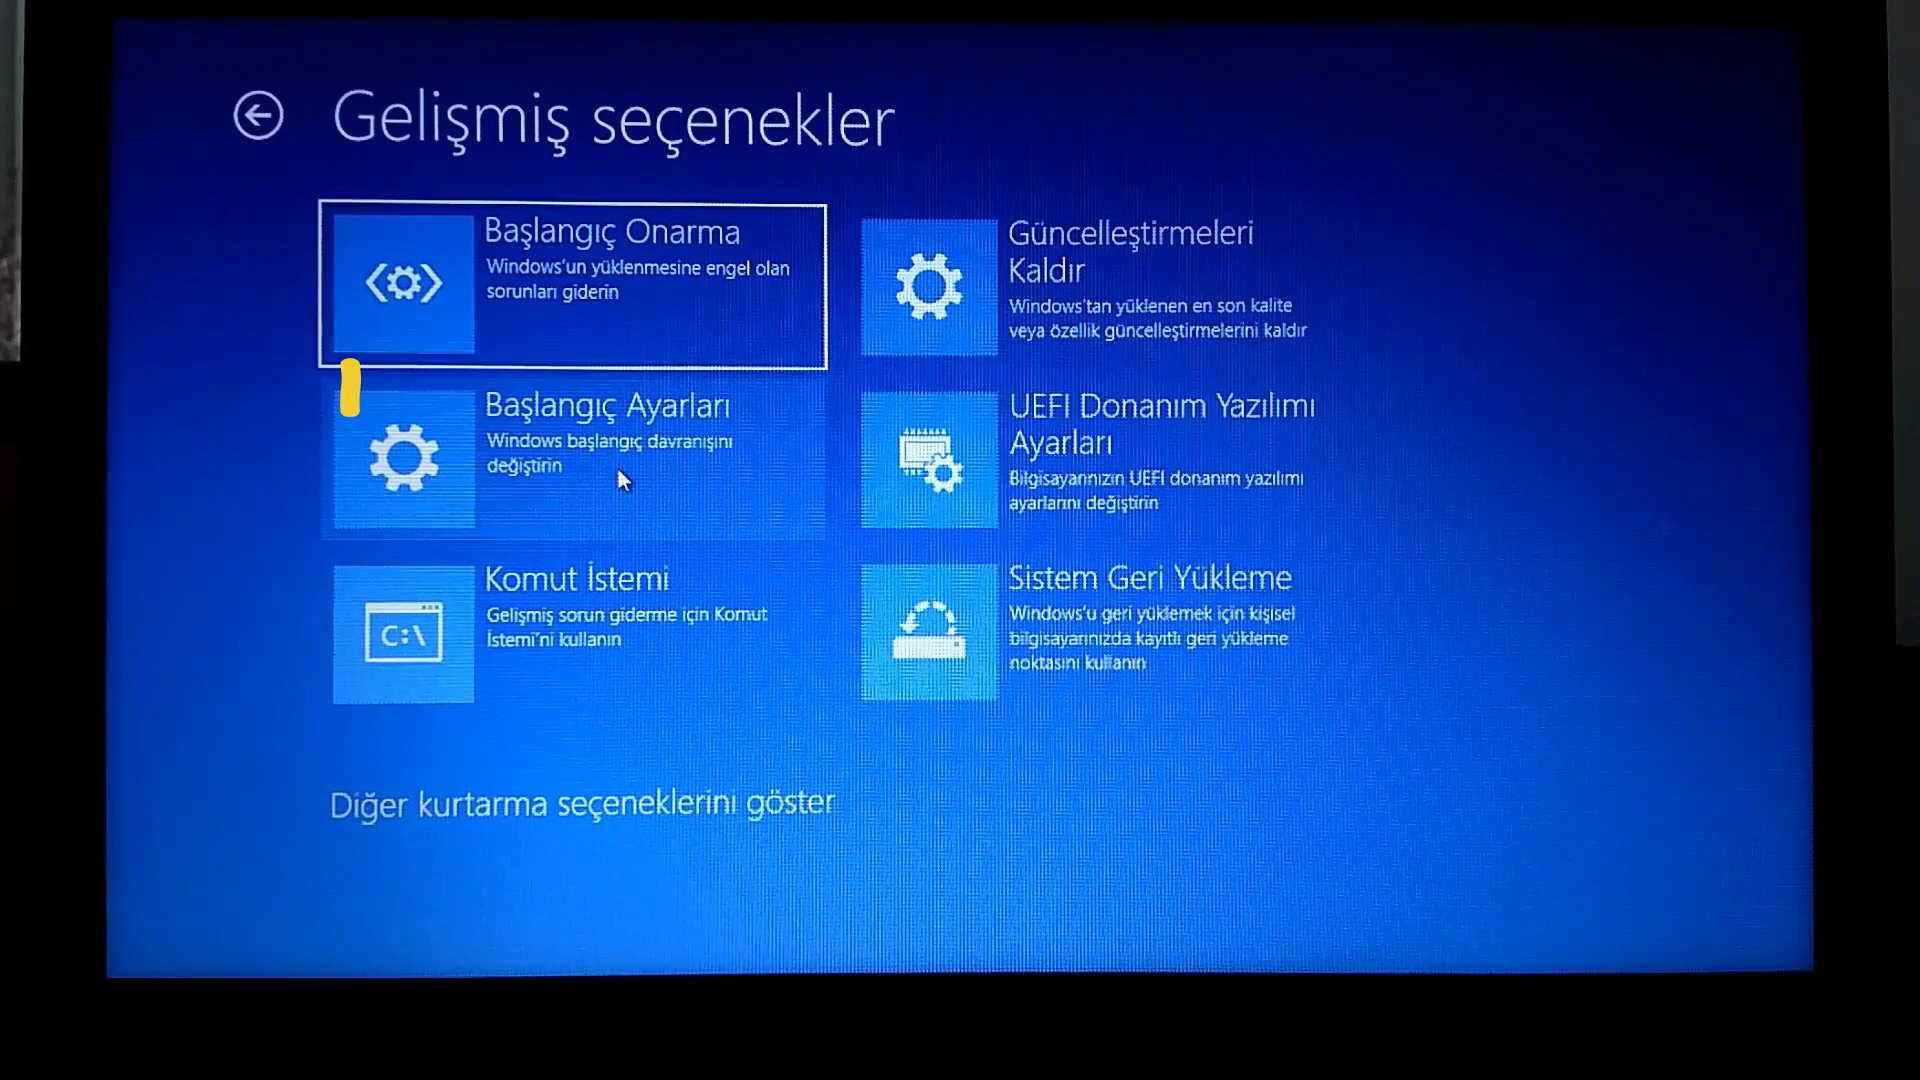 Gelişmiş seçenekler
Başlangıç Onarma
Windows'un yüklenmesine engel olan
sorunları giderin
Başlangıç Ayarları
Windows başlangıç davranışını
değiştirin
Komut İstemi
Gelişmiş sorun giderme için Komut
İstemi'ni kullanın
C:\
Güncelleştirmeleri
Kaldır
Windows'tan yüklenen en son kalite
veya özellik güncelleştirmelerini kaldır
UEFI Donanım Yazılımı
Ayarları
Bilgisayarınızın UEFI donanım yazılımı
ayarlarını değiştirin
Sistem Geri Yükleme
Windows'u geri yüklemek için kişisel
bilgisayarınızda kayıtlı geri yükleme
noktasını kullanın
Diğer kurtarma seçeneklerini göster